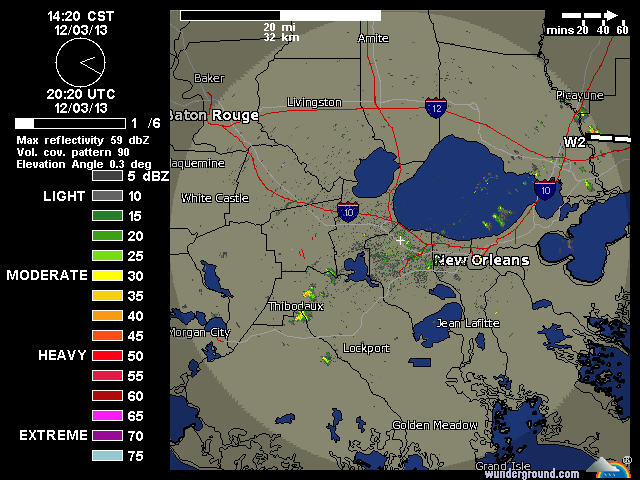 14:20 CST
12/03/13
20:20 UTC
12/03/13
1 /6
Max reflectivity 59 dbZ
Vol. cov. pattern 90
Elevation Angle 0.3 deg
5 dBZ
LIGHT 10
15
20
25
MODERATE 30
35
40
45
HEAVY 50
55
60
65
EXTREME 70
75
20 mi
32 km
mins 20 40 60
Amite
Baker
Picayune
Livingston
12
Baton Rouge
W2
laquemine
10
White Castle
10
New Orleans
Thibodaux
Jean Lafitte
Morgan City
Lockport
Golden Meadow
Grand Isle
wunderground.com